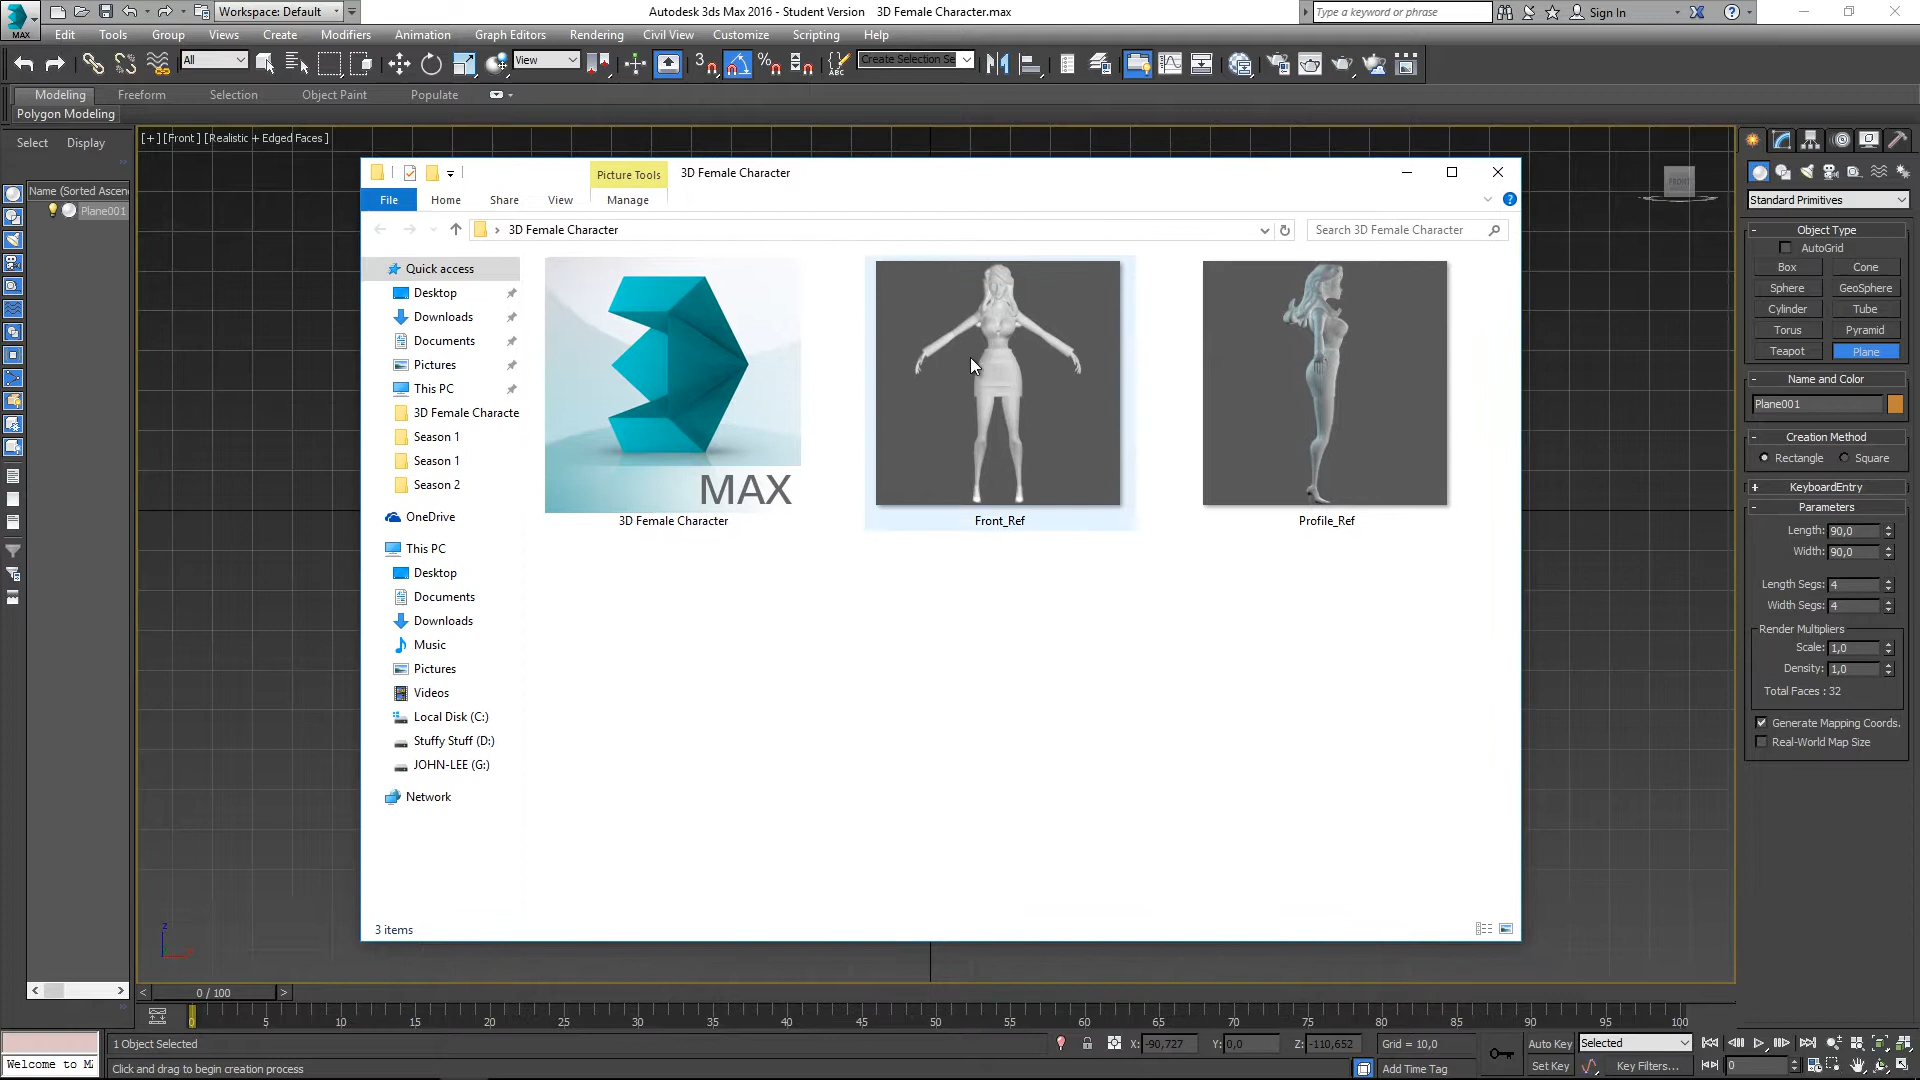 Workspace: Default
Autodesk 3ds Max 2016 - Student Version 3D Female Character.max
Type a keyword or phrase
Sign In
MAX
Edit Tools Group Views Create Modifiers Animation Graph Editors Rendering Civil View Customize Scripting Help
All
View
3
ABC
Create Selection Se
Modeling Freeform Selection Object Paint Populate
Polygon Modeling
Select Display
[+] [Front ] [Realistic + Edged Faces ]
Name (Sorted Ascen
Plane001
Picture Tools
3D Female Character
File Home Share View Manage
3D Female Character
Search 3D Female Character
Quick access
Desktop
Downloads
Documents
Pictures
This PC
3D Female Characte
Season 1
Season 1
Season 2
OneDrive
This PC
Desktop
Documents
Downloads
Music
Pictures
Videos
Local Disk (C:)
Stuffy Stuff (D:)
JOHN-LEE (G:)
Network
MAX
3D Female Character
Front_Ref
Profile_Ref
3 items
FRONT
Standard Primitives
Object Type
AutoGrid
Box Cone
Sphere GeoSphere
Cylinder Tube
Torus Pyramid
Teapot Plane
Name and Color
Plane001
Creation Method
Rectangle Square
KeyboardEntry
Parameters
Length: 90,0
Width: 90,0
Length Segs: 4
Width Segs: 4
Render Multipliers
Scale: 1,0
Density: 1,0
Total Faces : 32
Generate Mapping Coords.
Real-World Map Size
z
0 / 100
0 5 10 15 20 25 30 35 40 45 50 55 60 65 70 75 80 85 90 95 100
1 Object Selected
X: -90,727 Y: 0,0 Z: -110,652 Grid = 10,0
Auto Key Selected
Welcome to M
Click and drag to begin creation process
Add Time Tag
Set Key Key Filters...
0